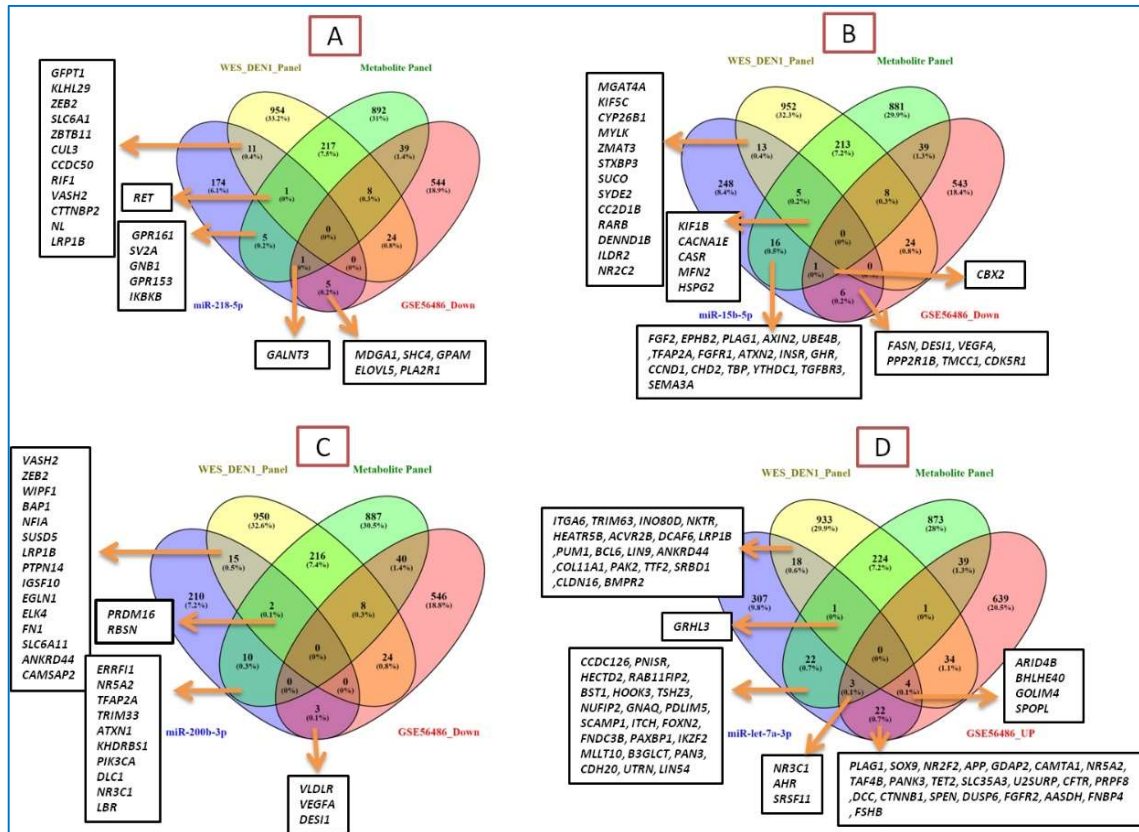 A
WES_DEN1_Panel
Metabolite Panel
GFPT1
KLHL29
ZEB2
SLC6A1
ZBTB11
CUL3
CCDC50
RIF1
VASH2
CTTNBP2
NL
LRP1B
954
(33.2%)
892
(31%)
11
(0.4%)
217
(7.5%)
39
(1.4%)
174
(6.1%)
1
(0%)
8
(0.3%)
544
(18.9%)
RET
5
(0.2%)
0
(0%)
24
(0.8%)
1
(0%)
0
(0%)
5
(0.2%)
GPR161
SV2A
GNB1
GPR153
IKBKB
miR-218-5p
GSE56486_Down
GALNT3
MDGA1, SHC4, GPAM
ELOVL5, PLA2R1
B
WES_DEN1_Panel
Metabolite Panel
MGAT4A
KIF5C
CYP26B1
MYLK
ZMAT3
STXBP3
SUCO
SYDE2
CC2D1B
RARB
DENND1B
ILDR2
NR2C2
952
(32.3%)
881
(29.9%)
13
(0.4%)
213
(7.2%)
39
(1.3%)
248
(8.4%)
5
(0.2%)
8
(0.3%)
543
(18.4%)
16
(0.5%)
0
(0%)
24
(0.8%)
1
(0%)
0
(0%)
6
(0.2%)
KIF1B
CACNA1E
CASR
MFN2
HSPG2
CBX2
miR-15b-5p
GSE56486_Down
FGF2, EPHB2, PLAG1, AXIN2, UBE4B,
,TFAP2A, FGFR1, ATXN2, INSR, GHR,
CCND1, CHD2, TBP, YTHDC1, TGFBR3,
SEMA3A
FASN, DESI1, VEGFA,
PPP2R1B, TMCC1, CDK5R1
C
WES_DEN1_Panel
Metabolite Panel
VASH2
ZEB2
WIPF1
BAP1
NFIA
SUSD5
LRP1B
PTPN14
IGSF10
EGLN1
ELK4
FN1
SLC6A11
ANKRD44
CAMSAP2
950
(32.6%)
887
(30.5%)
15
(0.5%)
216
(7.4%)
40
(1.4%)
210
(7.2%)
2
(0.1%)
8
(0.3%)
546
(18.8%)
PRDM16
RBSN
10
(0.3%)
0
(0%)
24
(0.8%)
0
(0%)
0
(0%)
3
(0.1%)
ERRFI1
NR5A2
TFAP2A
TRIM33
ATXN1
KHDRBS1
PIK3CA
DLC1
NR3C1
LBR
miR-200b-3p
GSE56486_Down
VLDLR
VEGFA
DESI1
D
WES_DEN1_Panel
Metabolite Panel
ITGA6, TRIM63, INO80D, NKTR,
HEATR5B, ACVR2B, DCAF6, LRP1B
,PUM1, BCL6, LIN9, ANKRD44
,COL11A1, PAK2, TTF2, SRBD1
,CLDN16, BMPR2
933
(29.9%)
873
(28%)
18
(0.6%)
224
(7.2%)
39
(1.3%)
307
(9.8%)
1
(0%)
1
(0%)
639
(20.5%)
GRHL3
22
(0.7%)
0
(0%)
34
(1.1%)
3
(0.1%)
4
(0.1%)
22
(0.7%)
CCDC126, PNISR,
HECTD2, RAB11FIP2,
BST1, HOOK3, TSHZ3,
NUFIP2, GNAQ, PDLIM5,
SCAMP1, ITCH, FOXN2,
FNDC3B, PAXBP1, IKZF2
MLLT10, B3GLCT, PAN3,
CDH20, UTRN, LIN54
ARID4B
BHLHE40
GOLIM4
SPOPL
miR-let-7a-3p
GSE56486_UP
NR3C1
AHR
SRSF11
PLAG1, SOX9, NR2F2, APP, GDAP2, CAMTA1, NR5A2,
TAF4B, PANK3, TET2, SLC35A3, U2SURP, CFTR, PRPF8
,DCC, CTNNB1, SPEN, DUSP6, FGFR2, AASDH, FNBP4
, FSHB